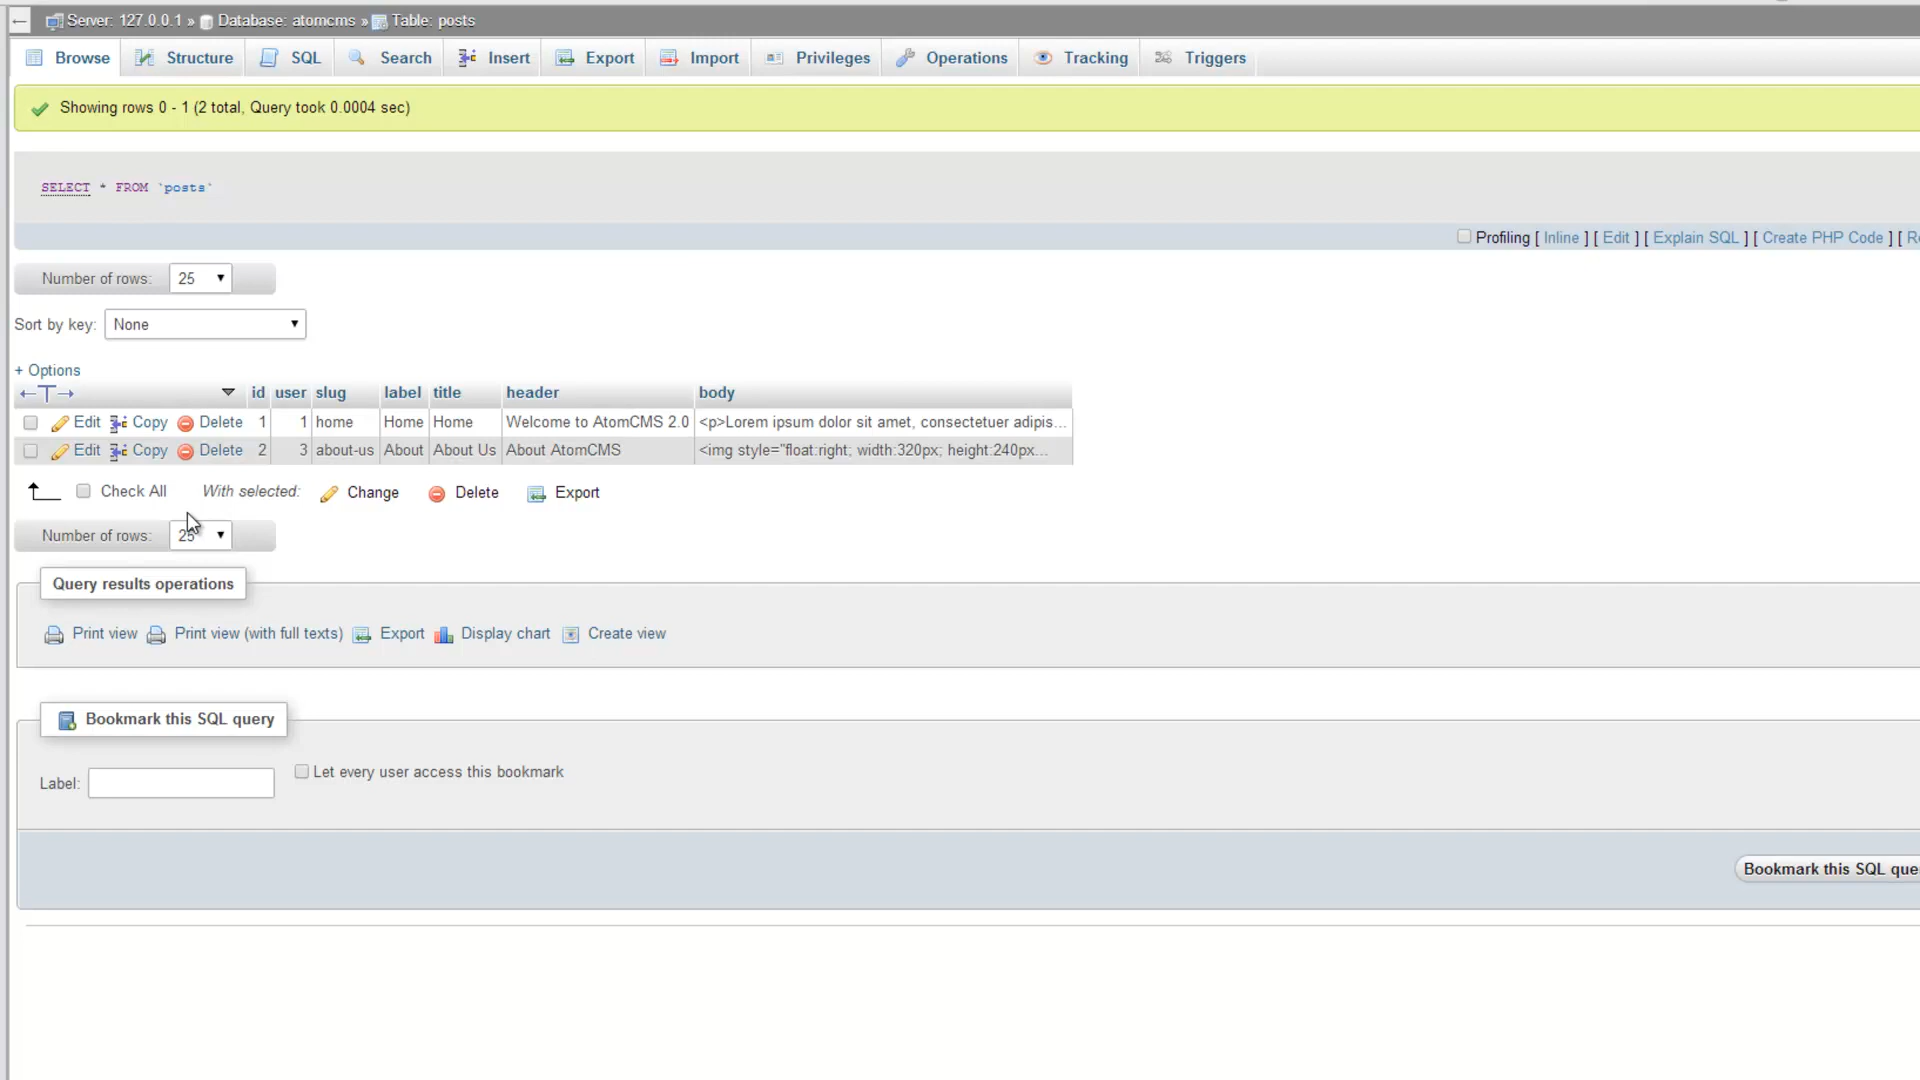 Server: 127.0.0.1 » Database: atomcms » Table: posts
Browse Structure SQL Search Insert Export Import Privileges Operations Tracking Triggers
Showing rows 0 - 1 (2 total, Query took 0.0004 sec)
SELECT * FROM `posts`
Profiling [ Inline ] [ Edit ] [ Explain SQL ] [ Create PHP Code ] [
Number of rows: 25
Sort by key: None
+ Options
id user slug label title header body
Edit Copy Delete 1 1 home Home Home Welcome to AtomCMS 2.0 <p>Lorem ipsum dolor sit amet, consectetuer adipis...
Edit Copy Delete 2 3 about-us About About Us About AtomCMS <img style="float:right; width:320px; height:240px...
Check All With selected: Change Delete Export
Number of rows: 25
Query results operations
Print view Print view (with full texts) Export Display chart Create view
Bookmark this SQL query
Let every user access this bookmark
Label:
Bookmark this SQL que